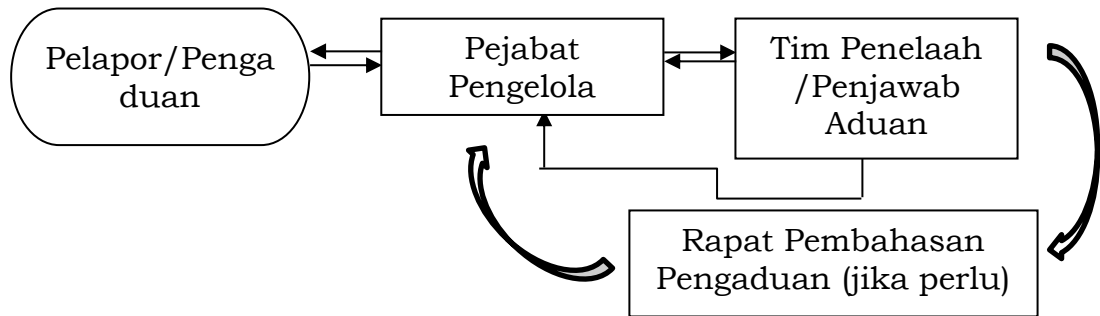 Pelapor/Penga
duan
Pejabat
Pengelola
Tim Penelaah
/Penjawab
Aduan
Rapat Pembahasan
Pengaduan (jika perlu)